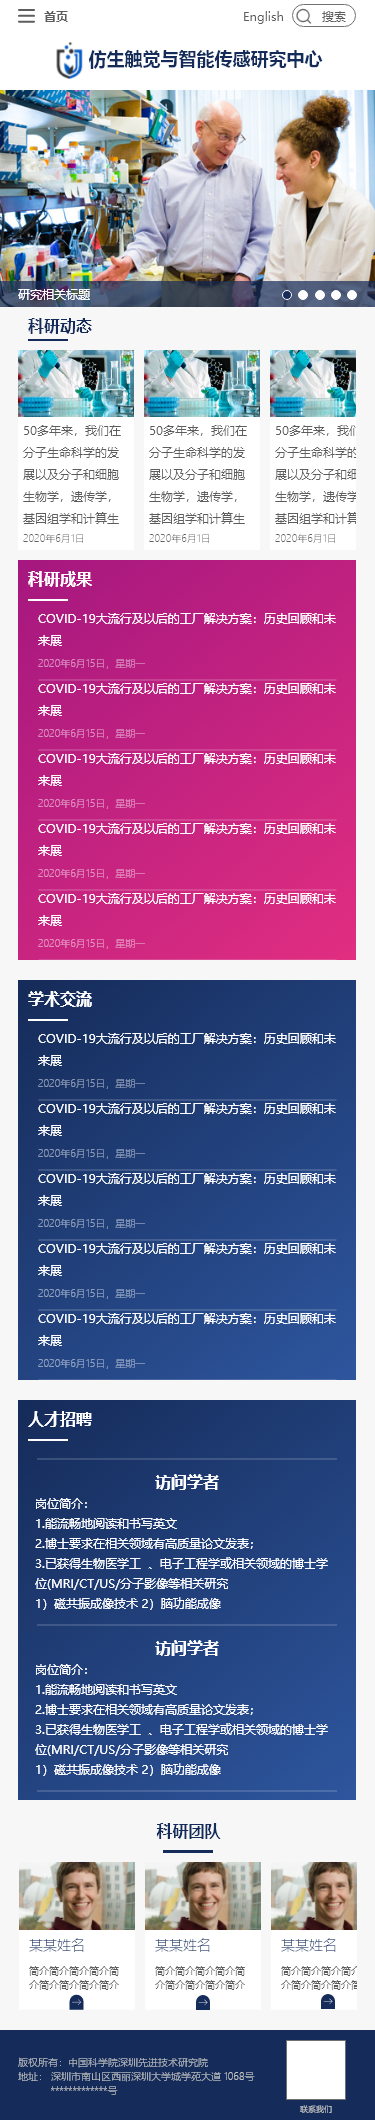 首页
English
搜索
仿生触觉与智能传感研究中心
研究相关标题
科研动态
50多年来，我们在
分子生命科学的发
展以及分子和细胞
生物学，遗传学，
基因组学和计算生
2020年6月1日
50多年来，我们在
分子生命科学的发
展以及分子和细胞
生物学，遗传学，
基因组学和计算生
2020年6月1日
50多年来，我们
分子生命科学的
展以及分子和细
生物学，遗传学，
基因组学和计算
2020年6月1日
科研成果
COVID-19大流行及以后的工厂解决方案：历史回顾和未
来展
2020年6月15日，星期一
COVID-19大流行及以后的工厂解决方案：历史回顾和未
来展
2020年6月15日，星期一
COVID-19大流行及以后的工厂解决方案：历史回顾和未
来展
2020年6月15日，星期一
COVID-19大流行及以后的工厂解决方案：历史回顾和未
来展
2020年6月15日，星期一
COVID-19大流行及以后的工厂解决方案：历史回顾和未
来展
2020年6月15日，星期一
学术交流
COVID-19大流行及以后的工厂解决方案：历史回顾和未
来展
2020年6月15日，星期一
COVID-19大流行及以后的工厂解决方案：历史回顾和未
来展
2020年6月15日，星期一
COVID-19大流行及以后的工厂解决方案：历史回顾和未
来展
2020年6月15日，星期一
COVID-19大流行及以后的工厂解决方案：历史回顾和未
来展
2020年6月15日，星期一
COVID-19大流行及以后的工厂解决方案：历史回顾和未
来展
2020年6月15日，星期一
人才招聘
访问学者
岗位简介：
1.能流畅地阅读和书写英文
2.博士要求在相关领域有高质量论文发表；
3.已获得生物医学工 、电子工程学或相关领域的博士学
位(MRI/CT/US/分子影像等相关研究
1）磁共振成像技术 2）脑功能成像
访问学者
岗位简介：
1.能流畅地阅读和书写英文
2.博士要求在相关领域有高质量论文发表；
3.已获得生物医学工 、电子工程学或相关领域的博士学
位(MRI/CT/US/分子影像等相关研究
1）磁共振成像技术 2）脑功能成像
科研团队
某某姓名
简介简介简介简介简
介简介简介简介简介
某某姓名
简介简介简介简介简
介简介简介简介简介
某某姓名
简介简介简介简介
介简介简介简介简
版权所有：中国科学院深圳先进技术研究院
地址： 深圳市南山区西丽深圳大学城学苑大道 1068号
*************号
联系我们